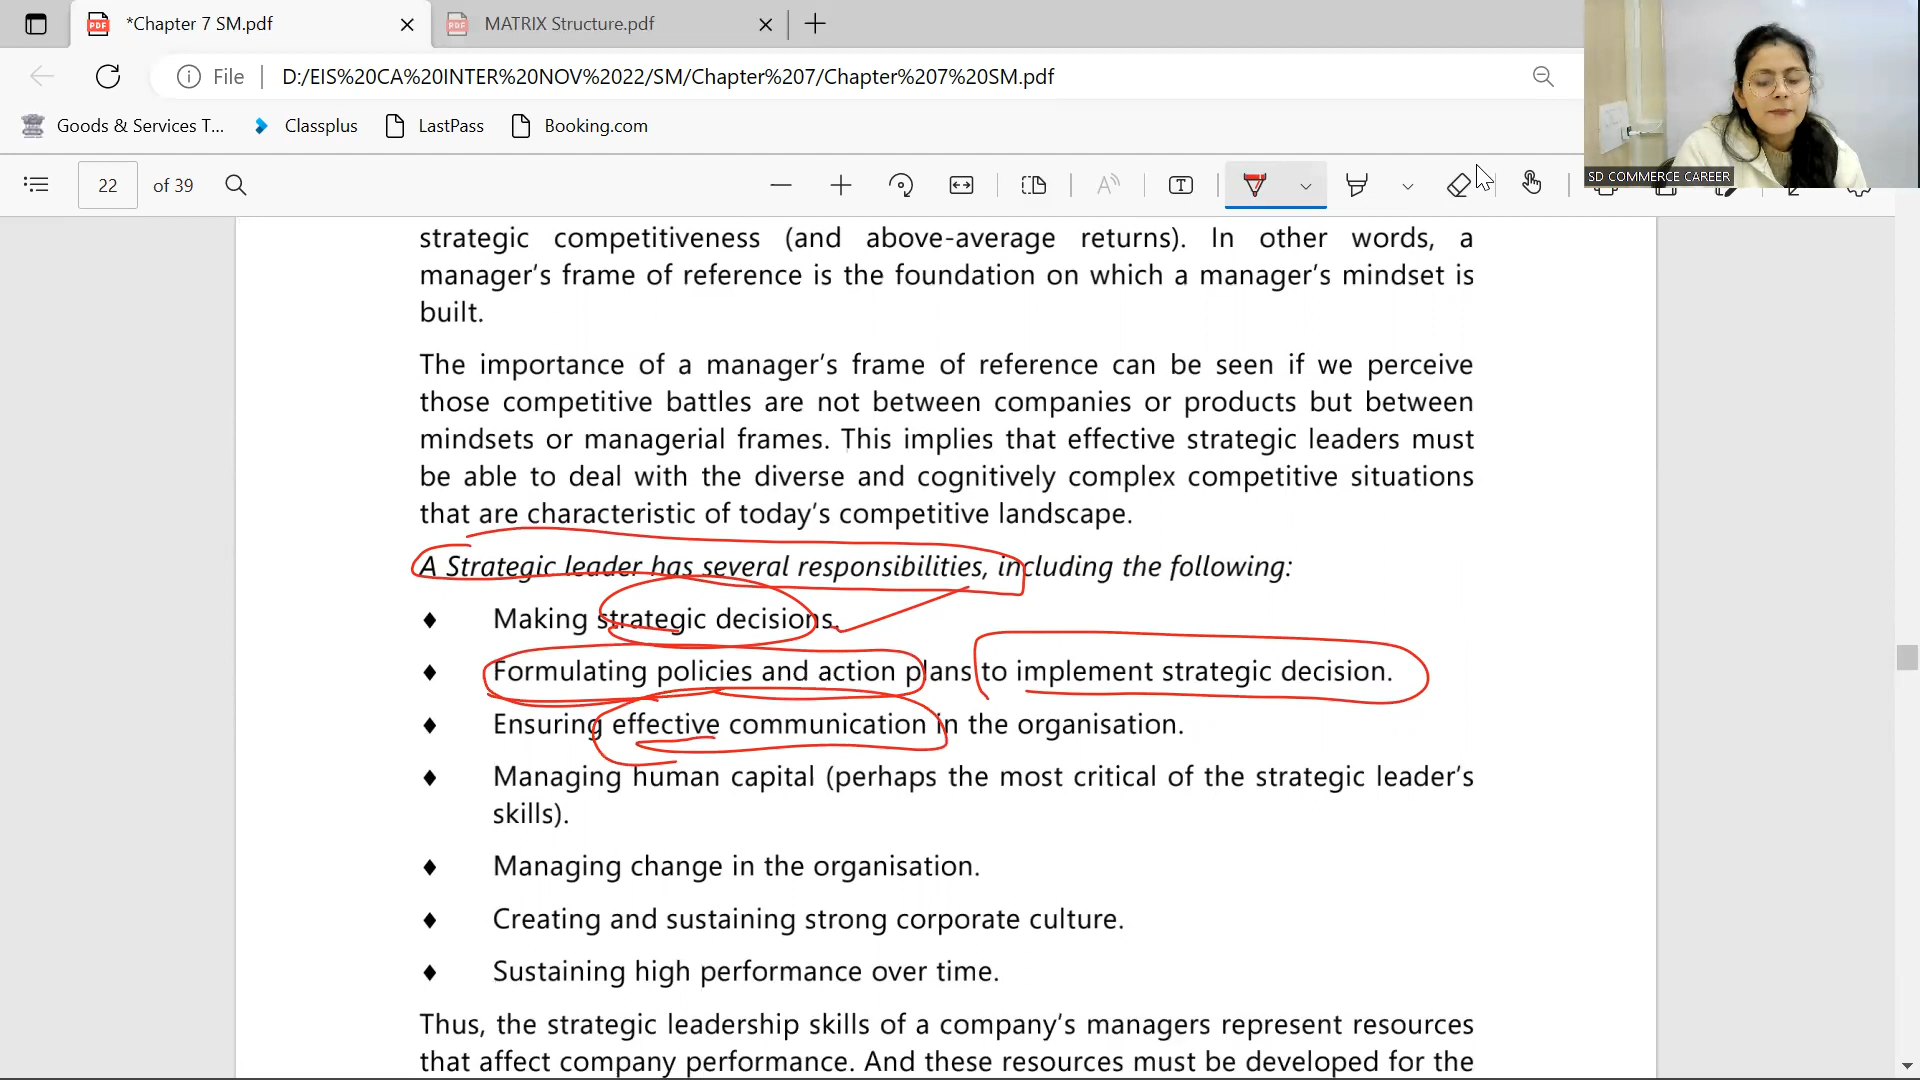 *Chapter 7 SM.pdf
MATRIX Structure.pdf
File
D:/EIS%20CA%20INTER%20NOV%2022/SM/Chapter%207/Chapter%207%20SM.pdf
Goods & Services T...
Classplus
LastPass
Booking.com
SD COMMERCE CAREER
22 of 39
strategic competitiveness (and above-average returns). In other words, a
manager’s frame of reference is the foundation on which a manager’s mindset is
built.
The importance of a manager’s frame of reference can be seen if we perceive
those competitive battles are not between companies or products but between
mindsets or managerial frames. This implies that effective strategic leaders must
be able to deal with the diverse and cognitively complex competitive situations
that are characteristic of today’s competitive landscape.
A Strategic leader has several responsibilities, including the following:
♦ Making strategic decisions.
♦ Formulating policies and action plans to implement strategic decision.
♦ Ensuring effective communication in the organisation.
♦ Managing human capital (perhaps the most critical of the strategic leader’s
skills).
♦ Managing change in the organisation.
♦ Creating and sustaining strong corporate culture.
♦ Sustaining high performance over time.
Thus, the strategic leadership skills of a company’s managers represent resources
that affect company performance. And these resources must be developed for the